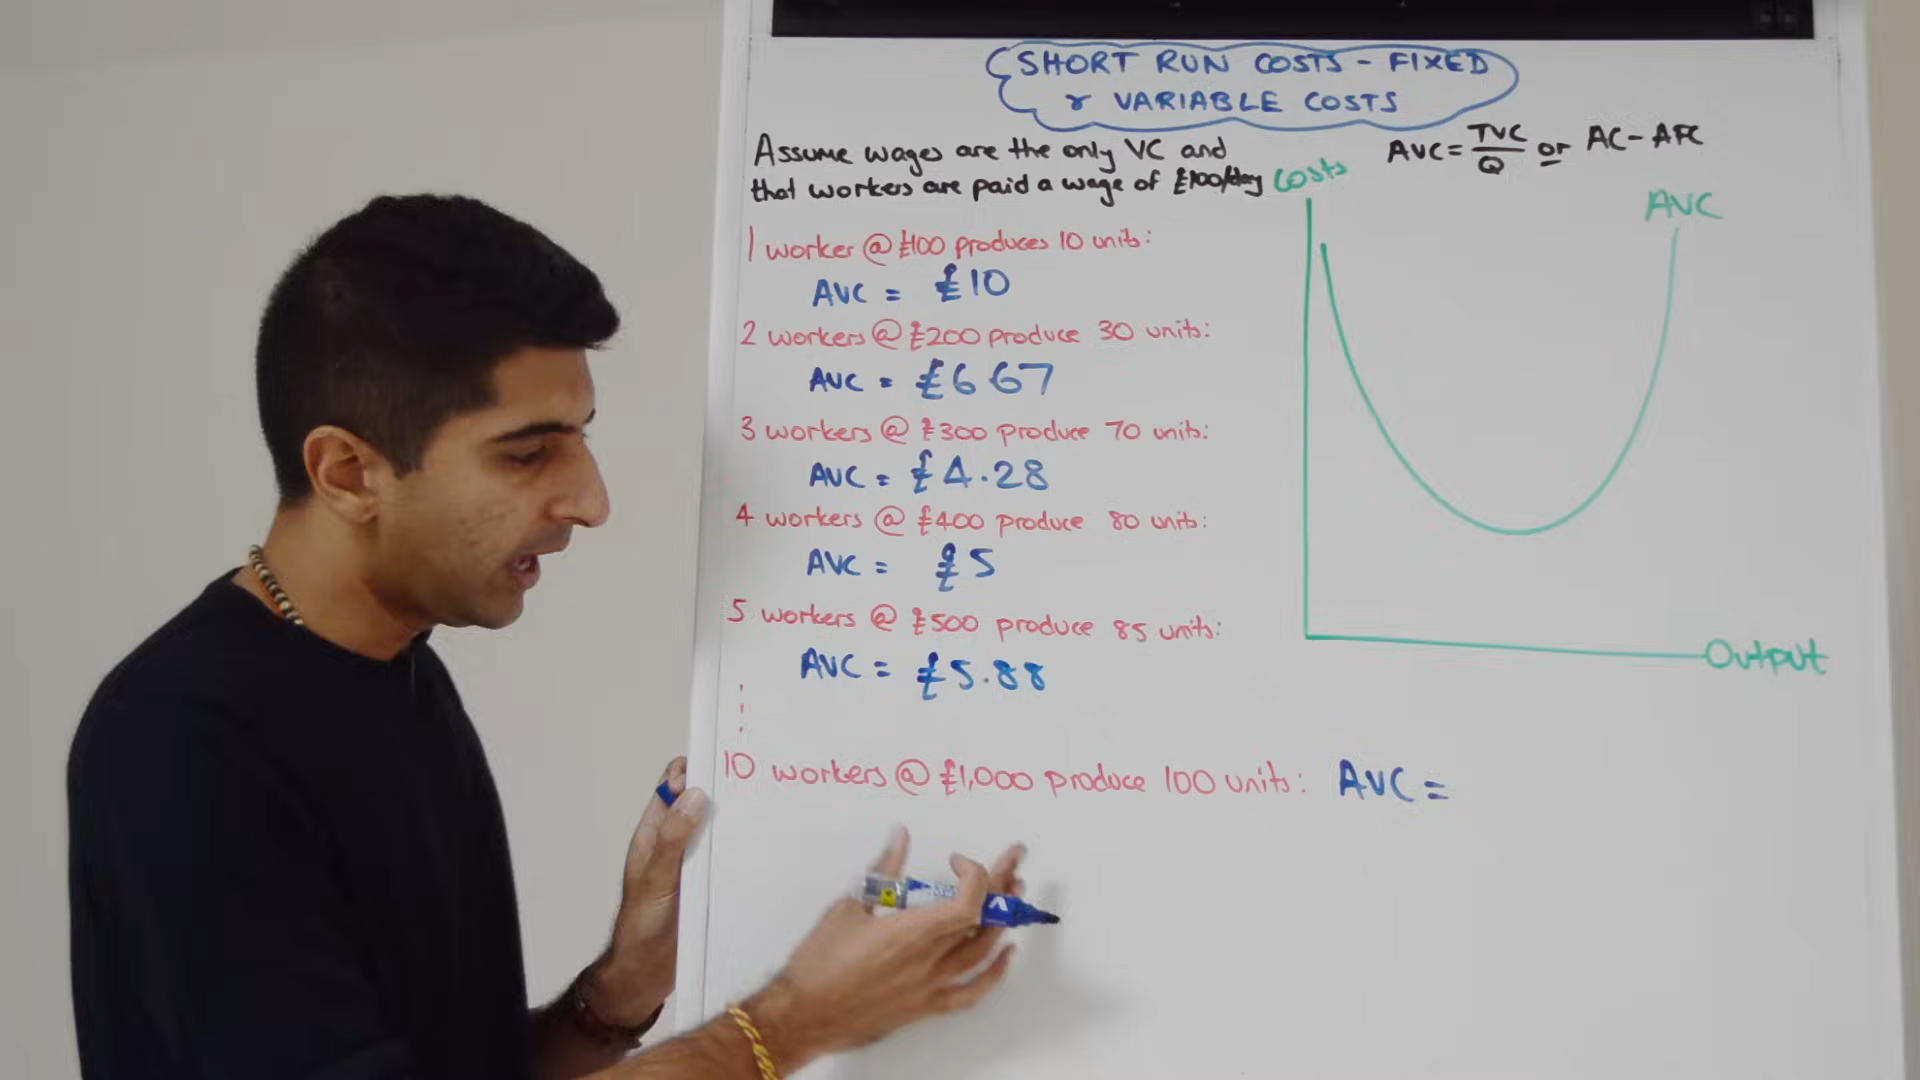 SHORT RUN COSTS - FIXED
& VARIABLE COSTS
Assume wages are the only VC and
that workers are paid a wage of £100/day
AVC = TVC/Q or AC - AFC
1 worker @ £100 produces 10 units:
AVC = £10
2 workers @ £200 produce 30 units:
AVC = £6 67
3 workers @ £300 produce 70 units:
AVC = £4.28
4 workers @ £400 produce 80 units:
AVC = £5
5 workers @ £500 produce 85 units:
AVC = £5.88
10 workers @ £1,000 produce 100 units: AVC =
Costs
AVC
Output